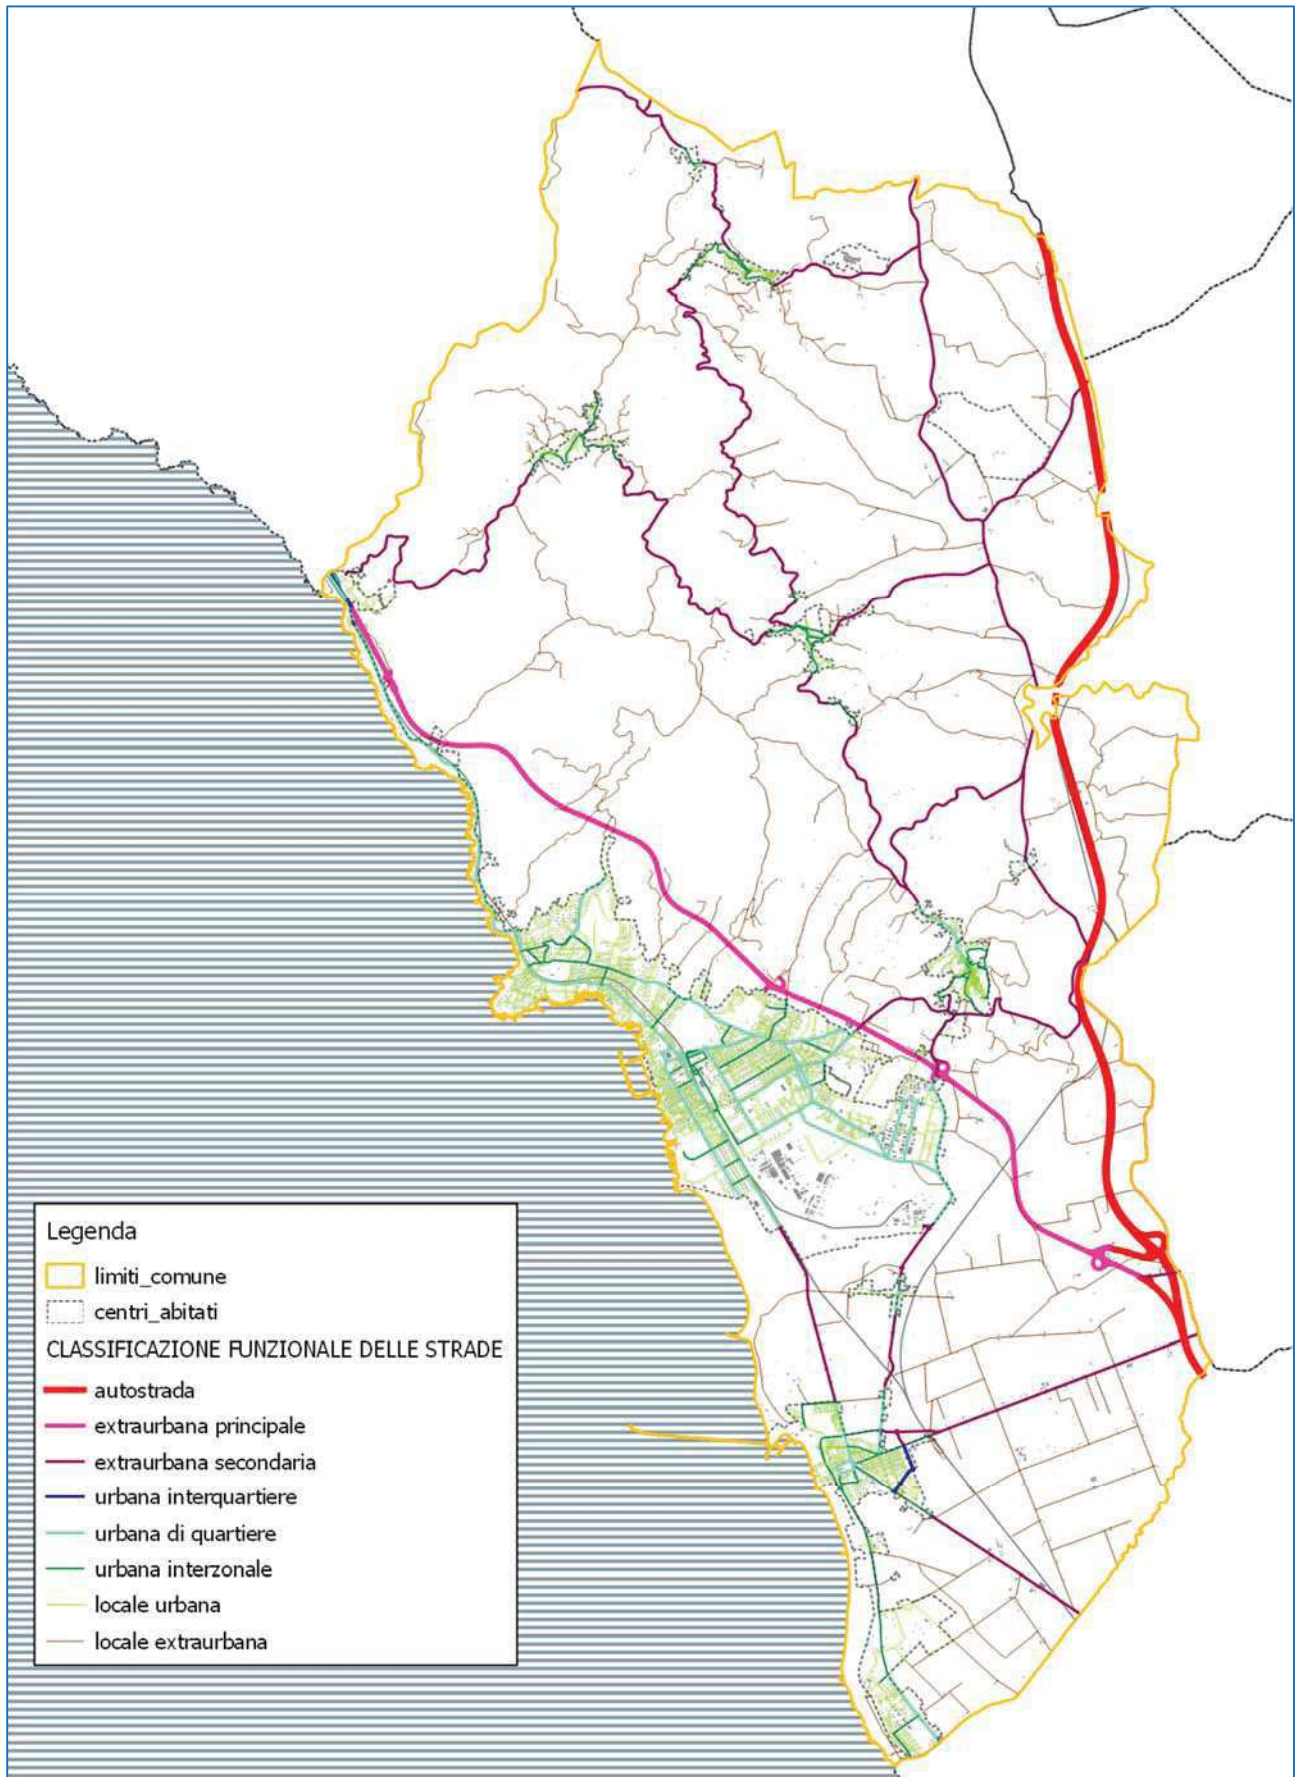 Legenda
limiti_comune
centri_abitati
CLASSIFICAZIONE FUNZIONALE DELLE STRADE
autostrada
extraurbana principale
extraurbana secondaria
urbana interquartiere
urbana di quartiere
urbana interzonale
locale urbana
locale extraurbana